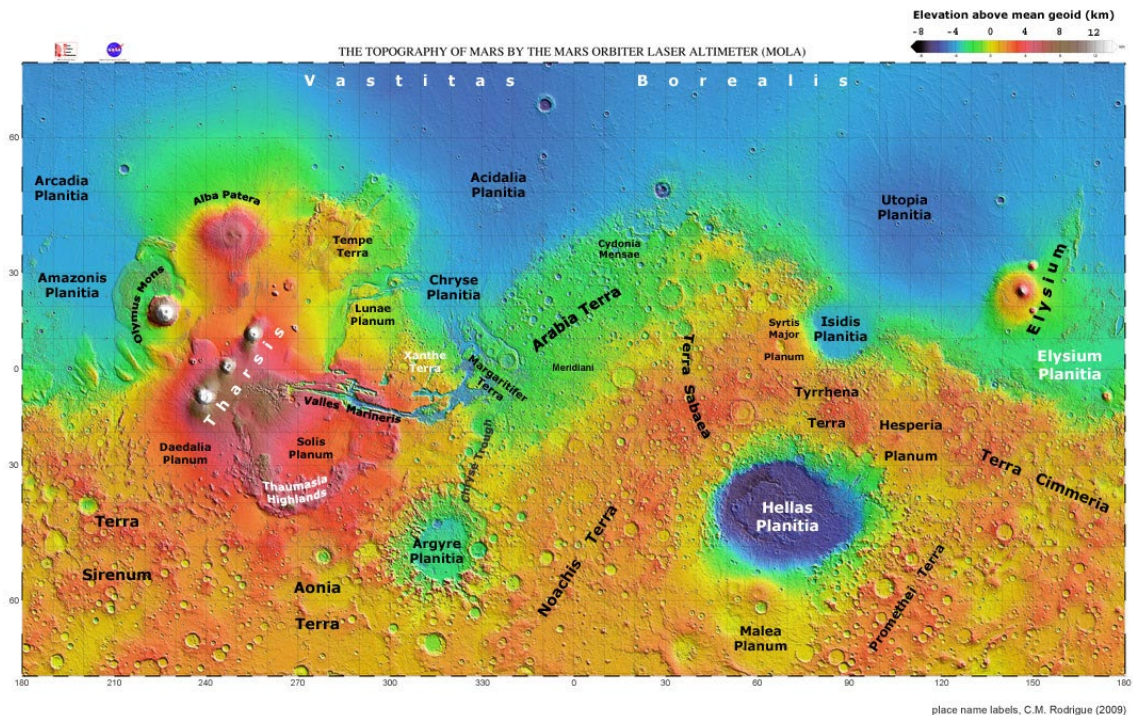 Elevation above mean geoid (km)
-8 -4 0 4 8 12
THE TOPOGRAPHY OF MARS BY THE MARS ORBITER LASER ALTIMETER (MOLA)
Vastitas Borealis
Arcadia
Planitia
Alba Patera
Acidalia
Planitia
Utopia
Planitia
Tempe
Terra
Cydonia
Mensae
Amazonis
Planitia
Olymus Mons
Chryse
Planitia
Elysium
Lunae
Planum
Arabia Terra
Syrtis
Major
Planum
Isidis
Planitia
Tharsis
Xanthe
Terra
Margaritifer
Terra
Meridiani
Terra Sabaea
Elysium
Planitia
Valles Marineris
Tyrrhena
Terra
Daedalia
Planum
Solis
Planum
Chryse Trough
Hesperia
Planum
Terra Cimmeria
Thaumasia
Highlands
Terra
Sirenum
Argyre
Planitia
Hellas
Planitia
Noachis Terra
Aonia
Terra
Malea
Planum
Promethei Terra
60
30
0
30
60
180 210 240 270 300 330 0 30 60 90 120 150 180
place name labels, C.M. Rodrigue (2009)